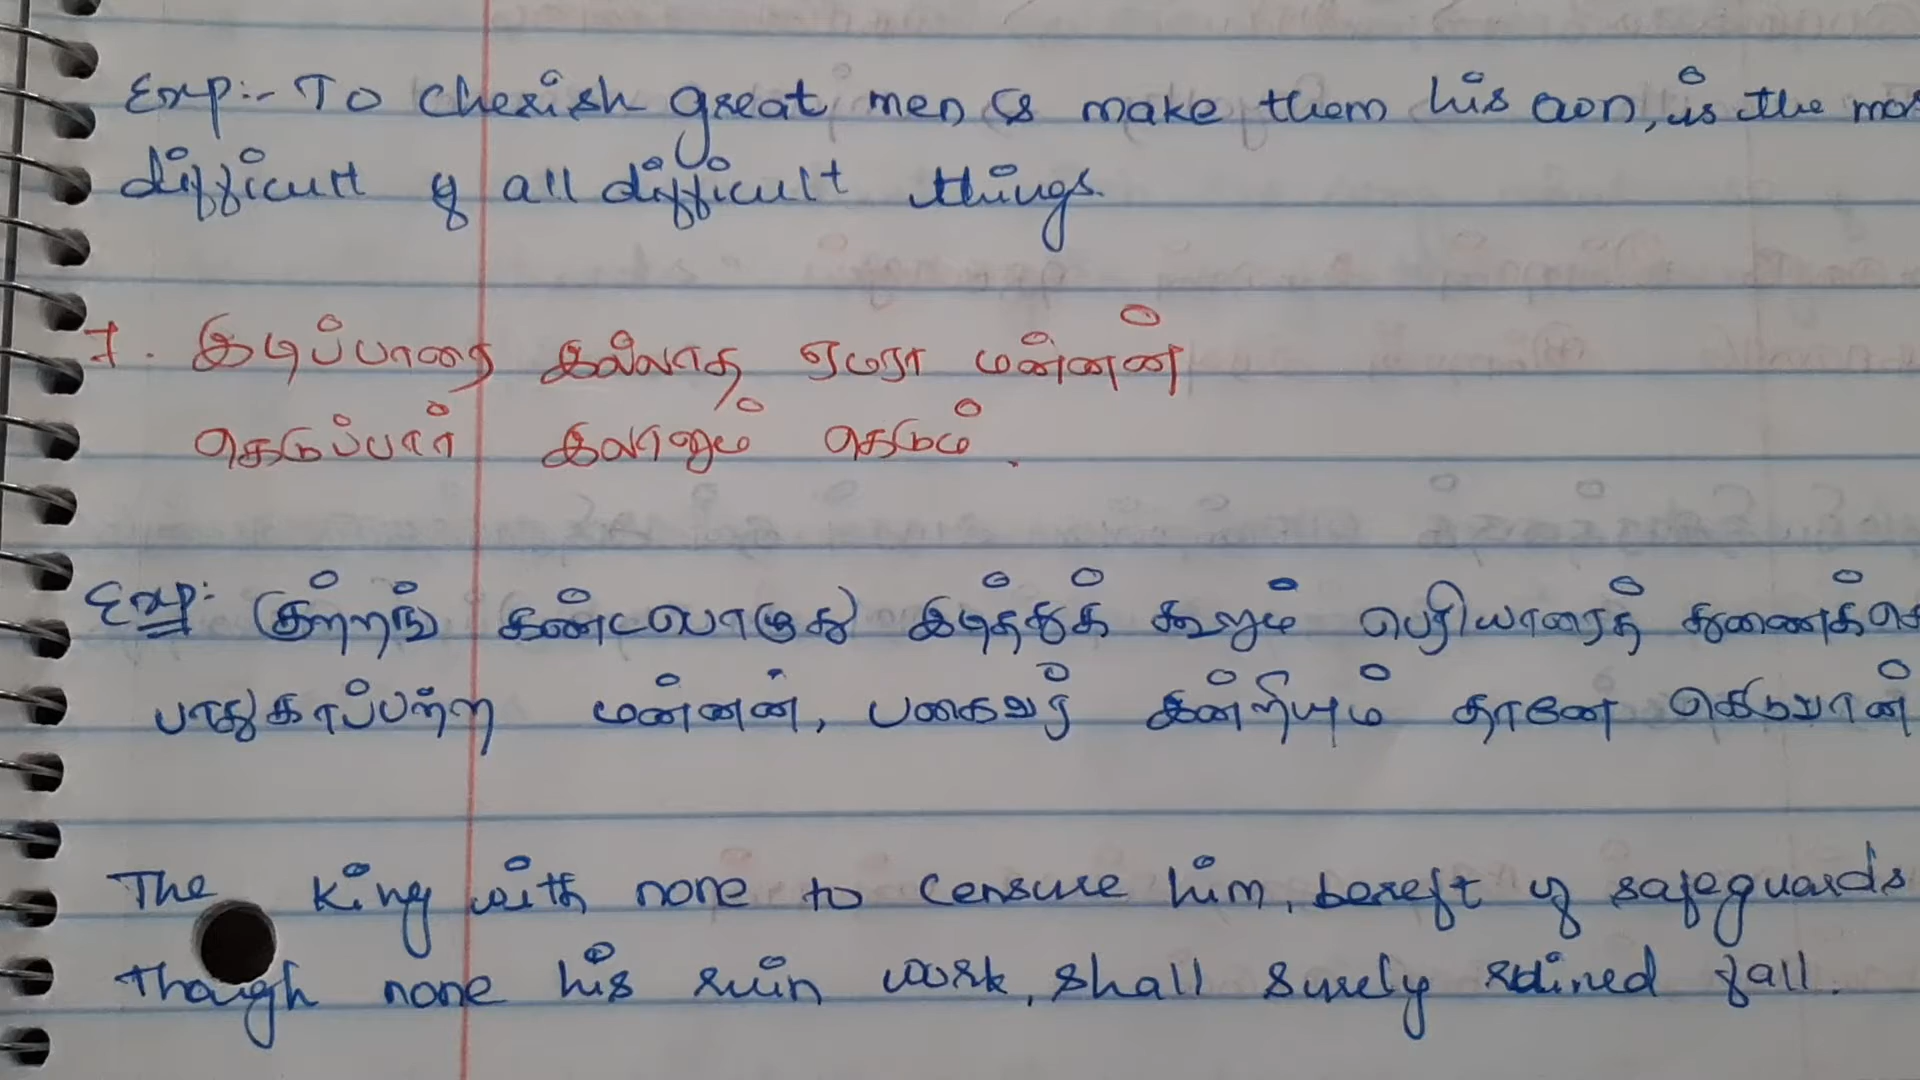 Exp:- To cherish great men & make them his own, is the mos
difficult of all difficult things.
7. இடிப்பாரை இல்லாத ஏமரா மன்னன்
கெடுப்பார் இலானும் கெடும்.
Exp: குற்றங் கண்டபொழுது இடித்துக் கூறும் பெரியாரைத் துணைக்கெ
பாதுகாப்பற்ற மன்னன், பகைவர் இன்றியும் தானே கெடுவான்
The King with none to censure him, bereft of safeguards
Though none his ruin work, shall surely ruined fall.